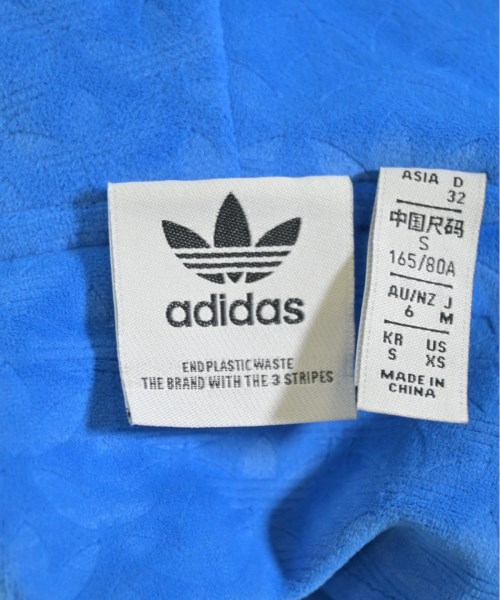 adidas
END PLASTIC WASTE
THE BRAND WITH THE 3 STRIPES
ASIA D
32
中国尺码
S
165/80A
AU/NZ J
6 M
KR US
S XS
MADE IN
CHINA